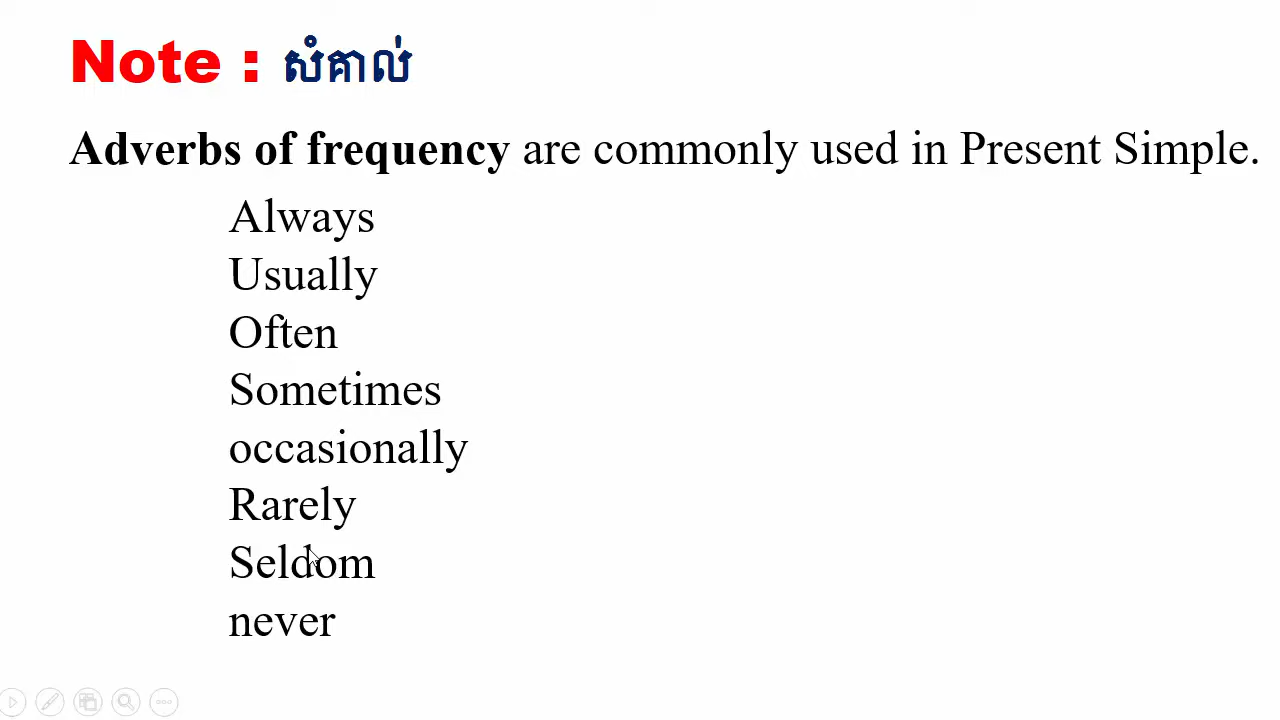 Note : សំគាល់
Adverbs of frequency are commonly used in Present Simple.
Always
Usually
Often
Sometimes
occasionally
Rarely
Seldom
never